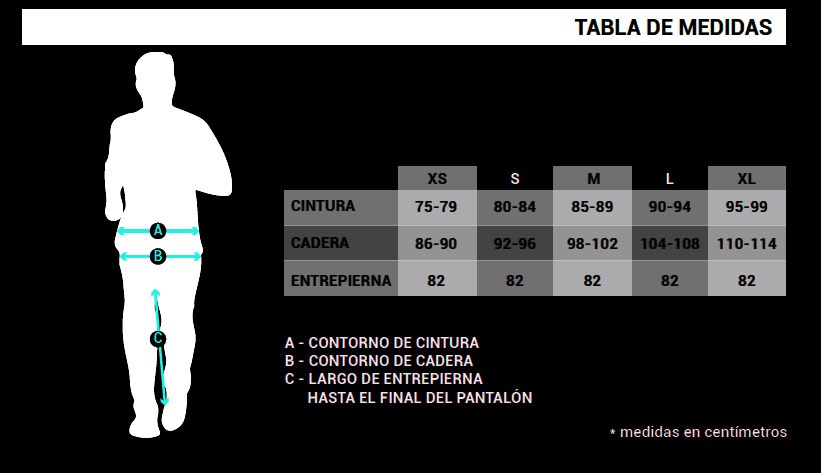 TABLA DE MEDIDAS
XS S M L XL
CINTURA 75-79 80-84 85-89 90-94 95-99
CADERA 86-90 92-96 98-102 104-108 110-114
ENTREPIERNA 82 82 82 82 82
A
B
C
A - CONTORNO DE CINTURA
B - CONTORNO DE CADERA
C - LARGO DE ENTREPIERNA
HASTA EL FINAL DEL PANTALÓN
* medidas en centímetros